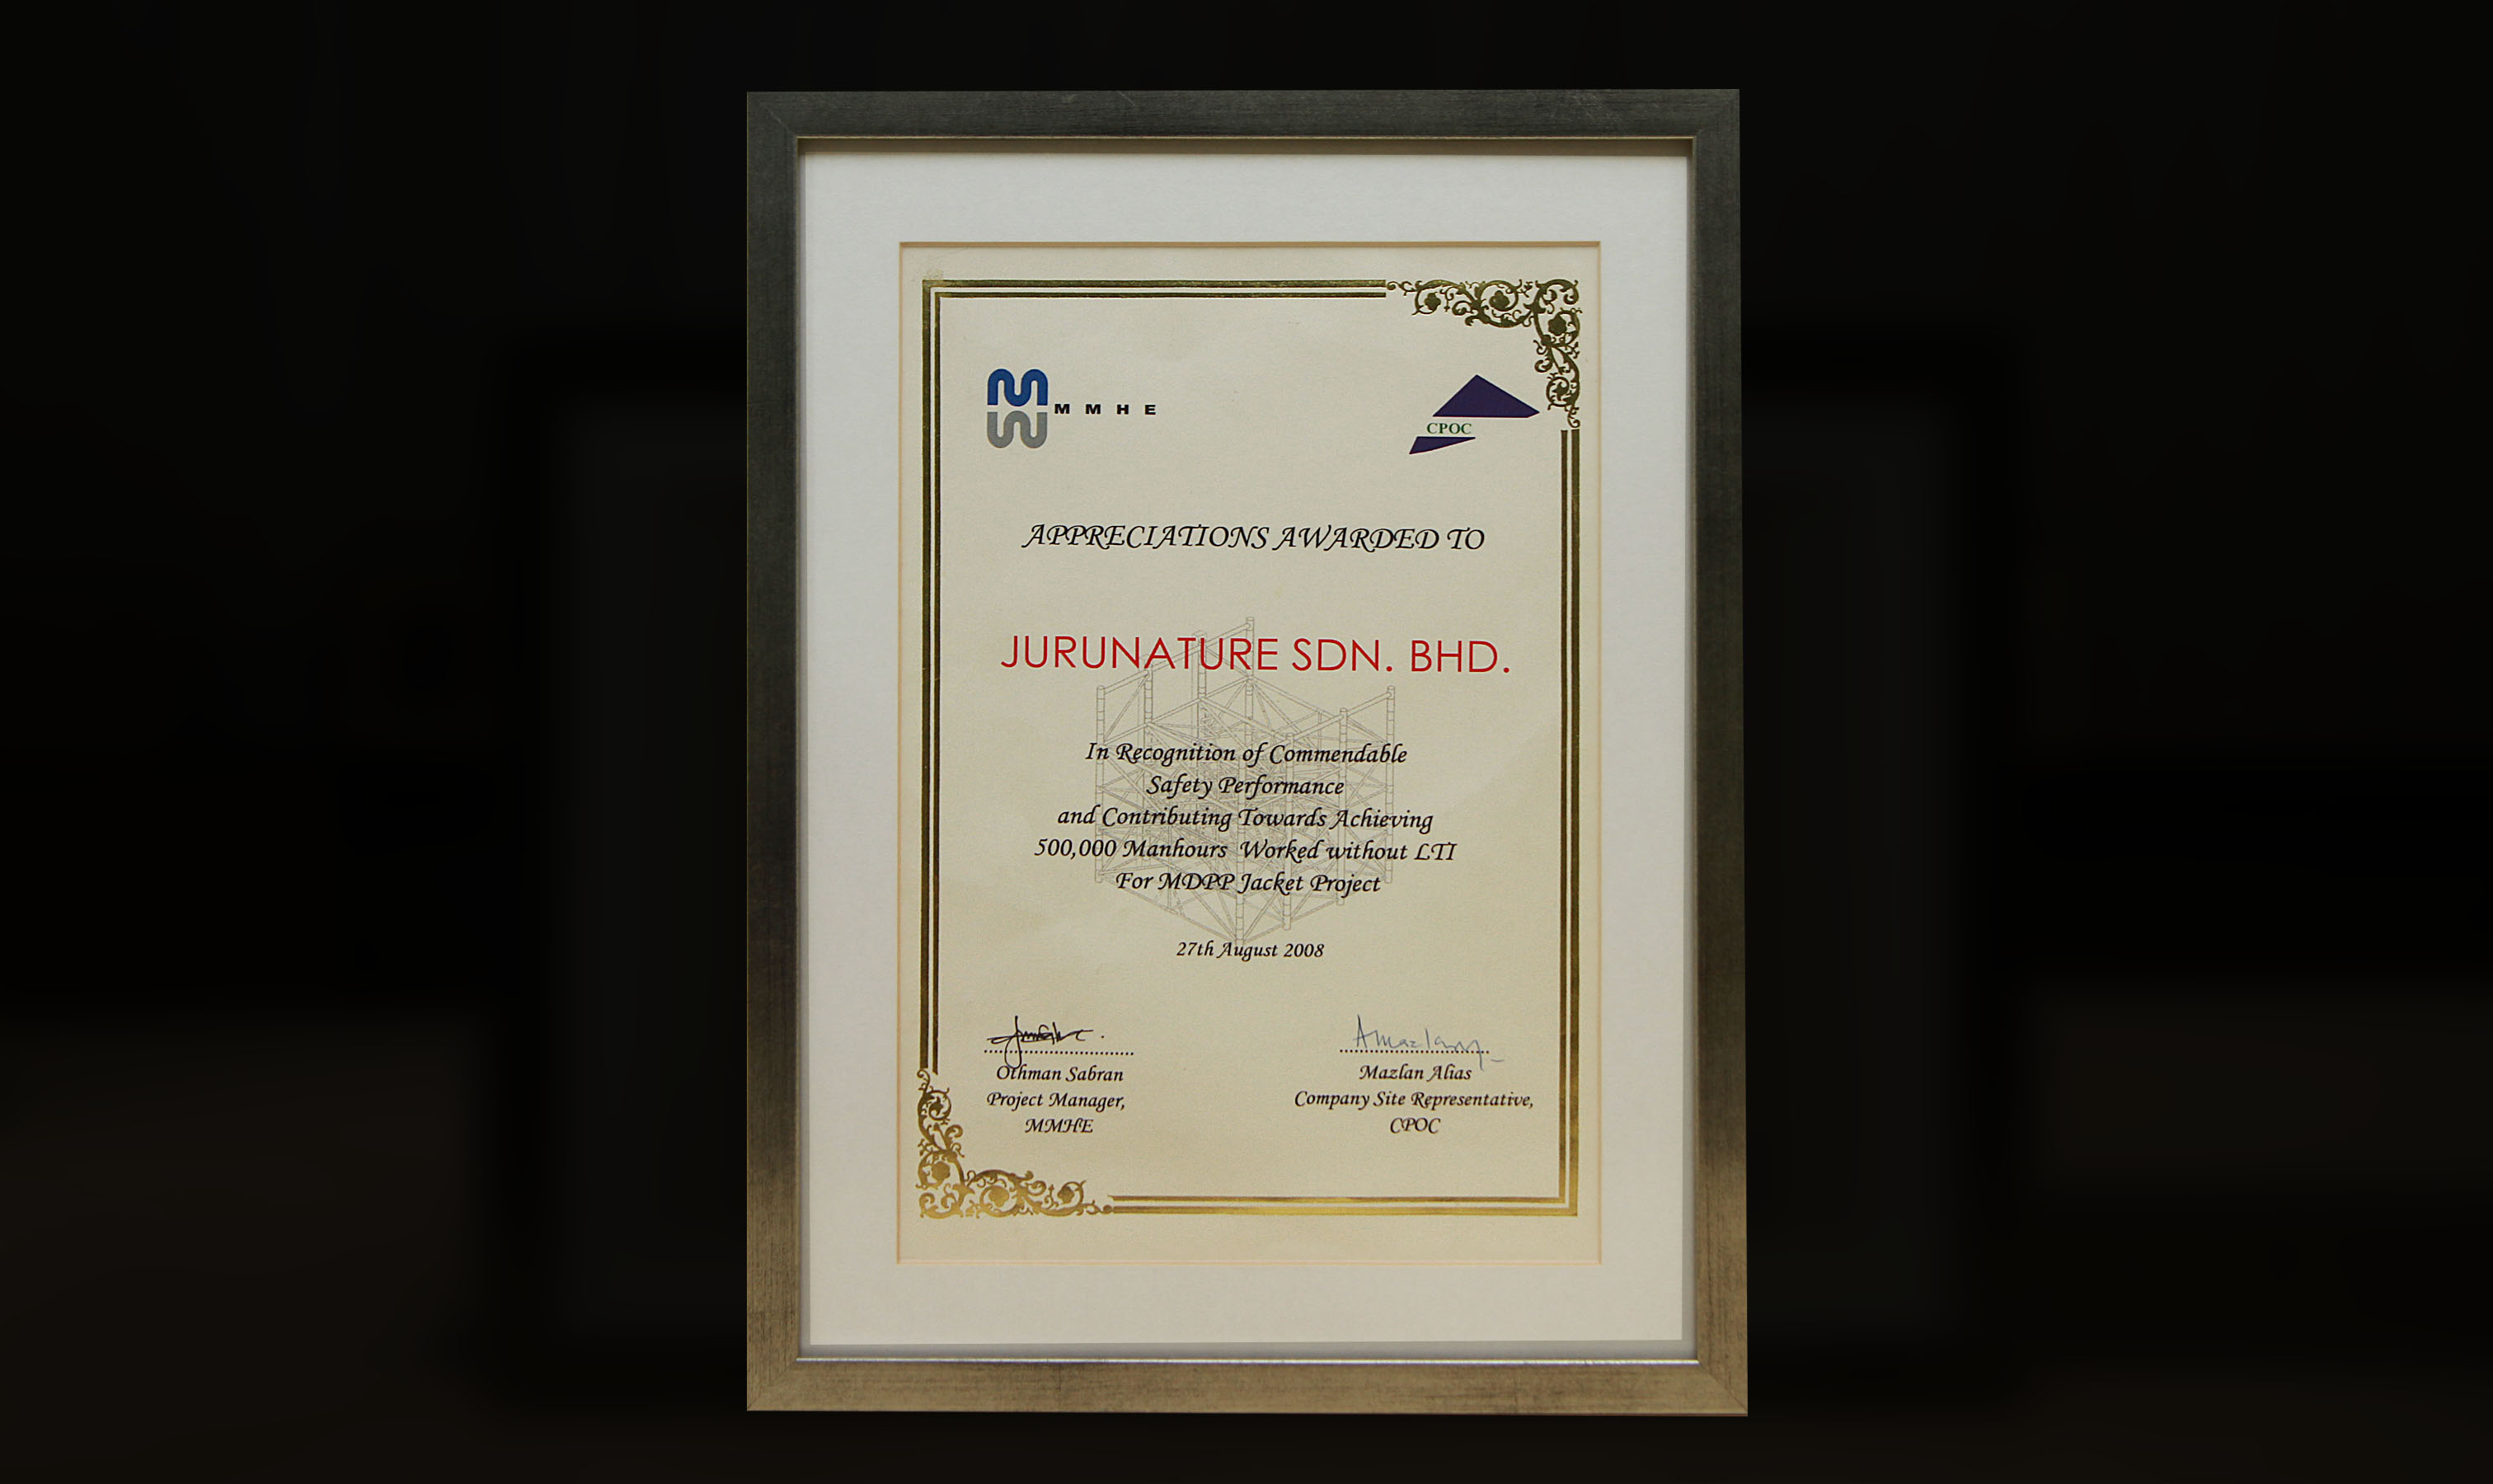 MMHE
CPOC
APPRECIATIONS AWARDED TO
JURUNATURE SDN. BHD.
In Recognition of Commendable
Safety Performance
and Contributing Towards Achieving
500,000 Manhours Worked without LTI
For MDPP Jacket Project
27th August 2008
Amazlan
Othman Sabran
Project Manager,
MMHE
Mazlan Alias
Company Site Representative,
CPOC